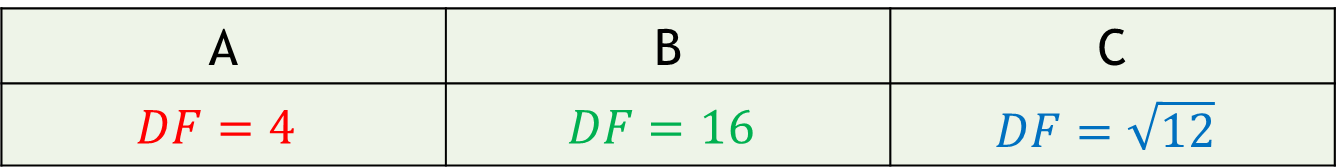 A B C
DF = 4 DF = 16 DF = √12